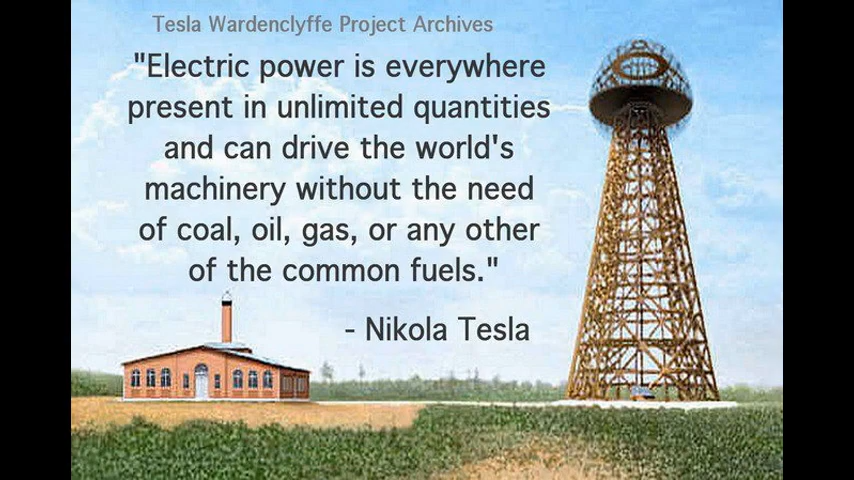 Tesla Wardenclyffe Project Archives
"Electric power is everywhere
present in unlimited quantities
and can drive the world's
machinery without the need
of coal, oil, gas, or any other
of the common fuels."
- Nikola Tesla